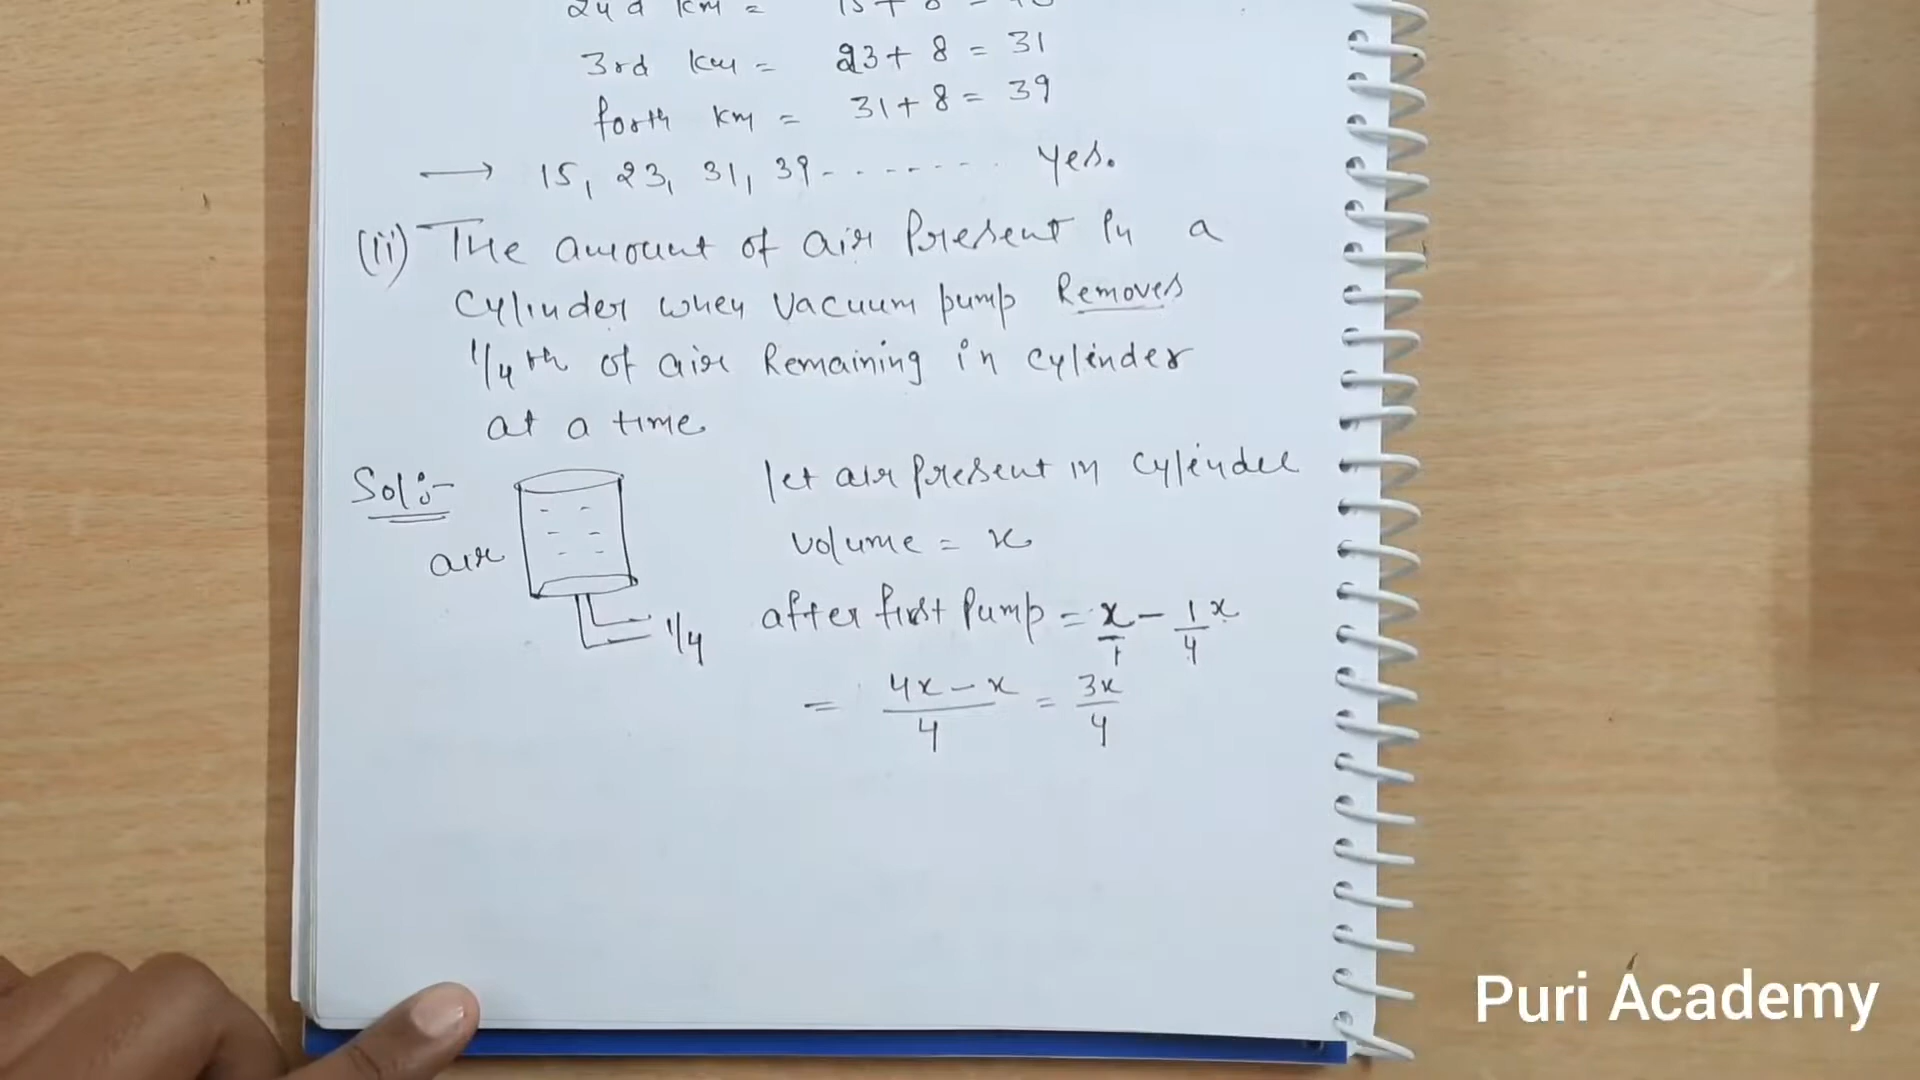 km =
3rd km = 23 + 8 = 31
forth km = 31 + 8 = 39
→ 15, 23, 31, 39 - - - - - - - Yes.
(ii) The amount of air Present in a
Cylinder when Vacuum pump Removes
1/4 th of air Remaining in cylinder
at a time
Sol:-
let air Present in Cylinder
air
volume = x
after first Pump = x/1 - 1/4 x
1/4
= 4x - x / 4 = 3x/4
Puri Academy